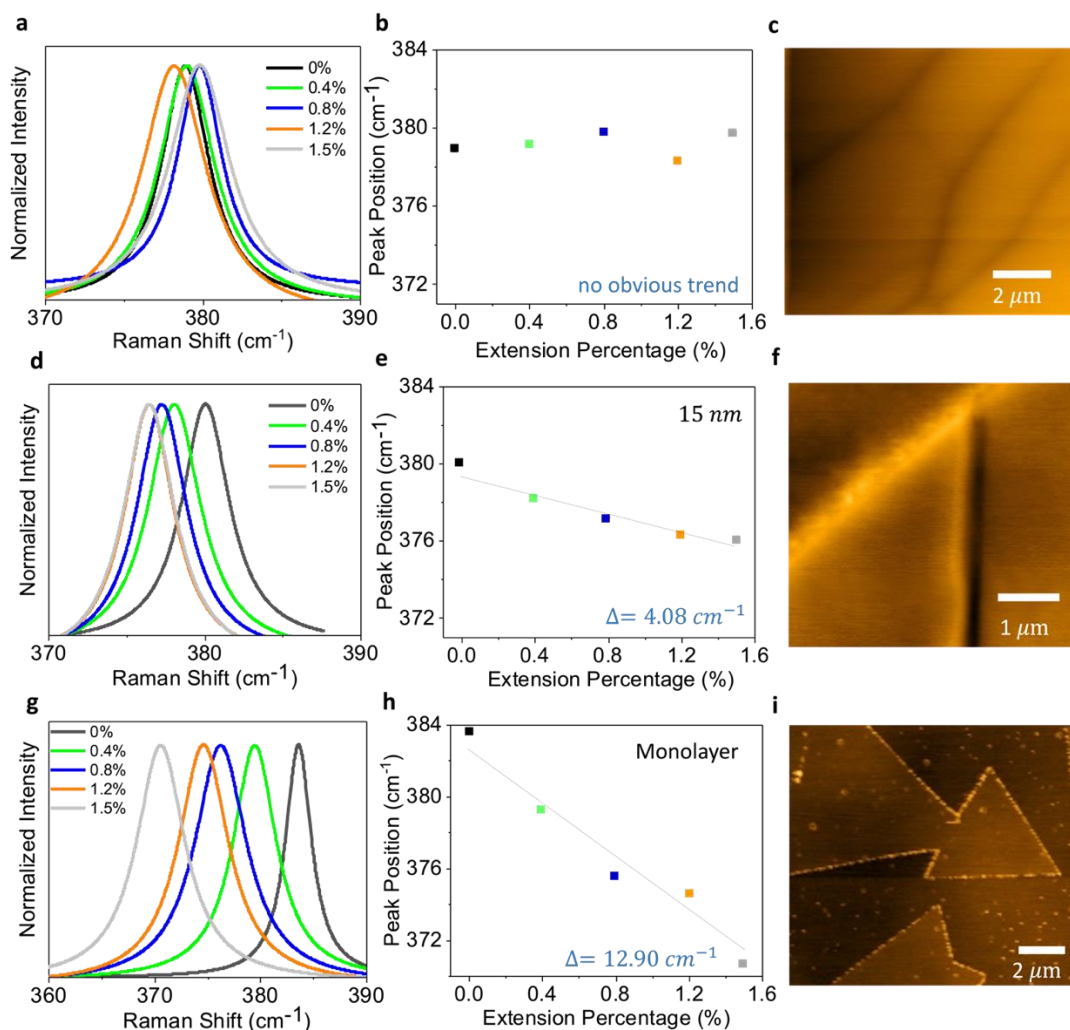 a
Normalized Intensity
0%
0.4%
0.8%
1.2%
1.5%
370
380
390
Raman Shift (cm⁻¹)
b
Peak Position (cm⁻¹)
384
380
376
372
no obvious trend
0.0
0.4
0.8
1.2
1.6
Extension Percentage (%)
c
2 μm
d
Normalized Intensity
0%
0.4%
0.8%
1.2%
1.5%
370
380
390
Raman Shift (cm⁻¹)
e
Peak Position (cm⁻¹)
15 nm
380
376
372
Δ= 4.08 cm⁻¹
0.0
0.4
0.8
1.2
1.6
Extension Percentage (%)
f
1 μm
g
Normalized Intensity
0%
0.4%
0.8%
1.2%
1.5%
360
370
380
390
Raman Shift (cm⁻¹)
h
Peak Position (cm⁻¹)
384
Monolayer
380
376
372
Δ= 12.90 cm⁻¹
0.0
0.4
0.8
1.2
1.6
Extension Percentage (%)
i
2 μm